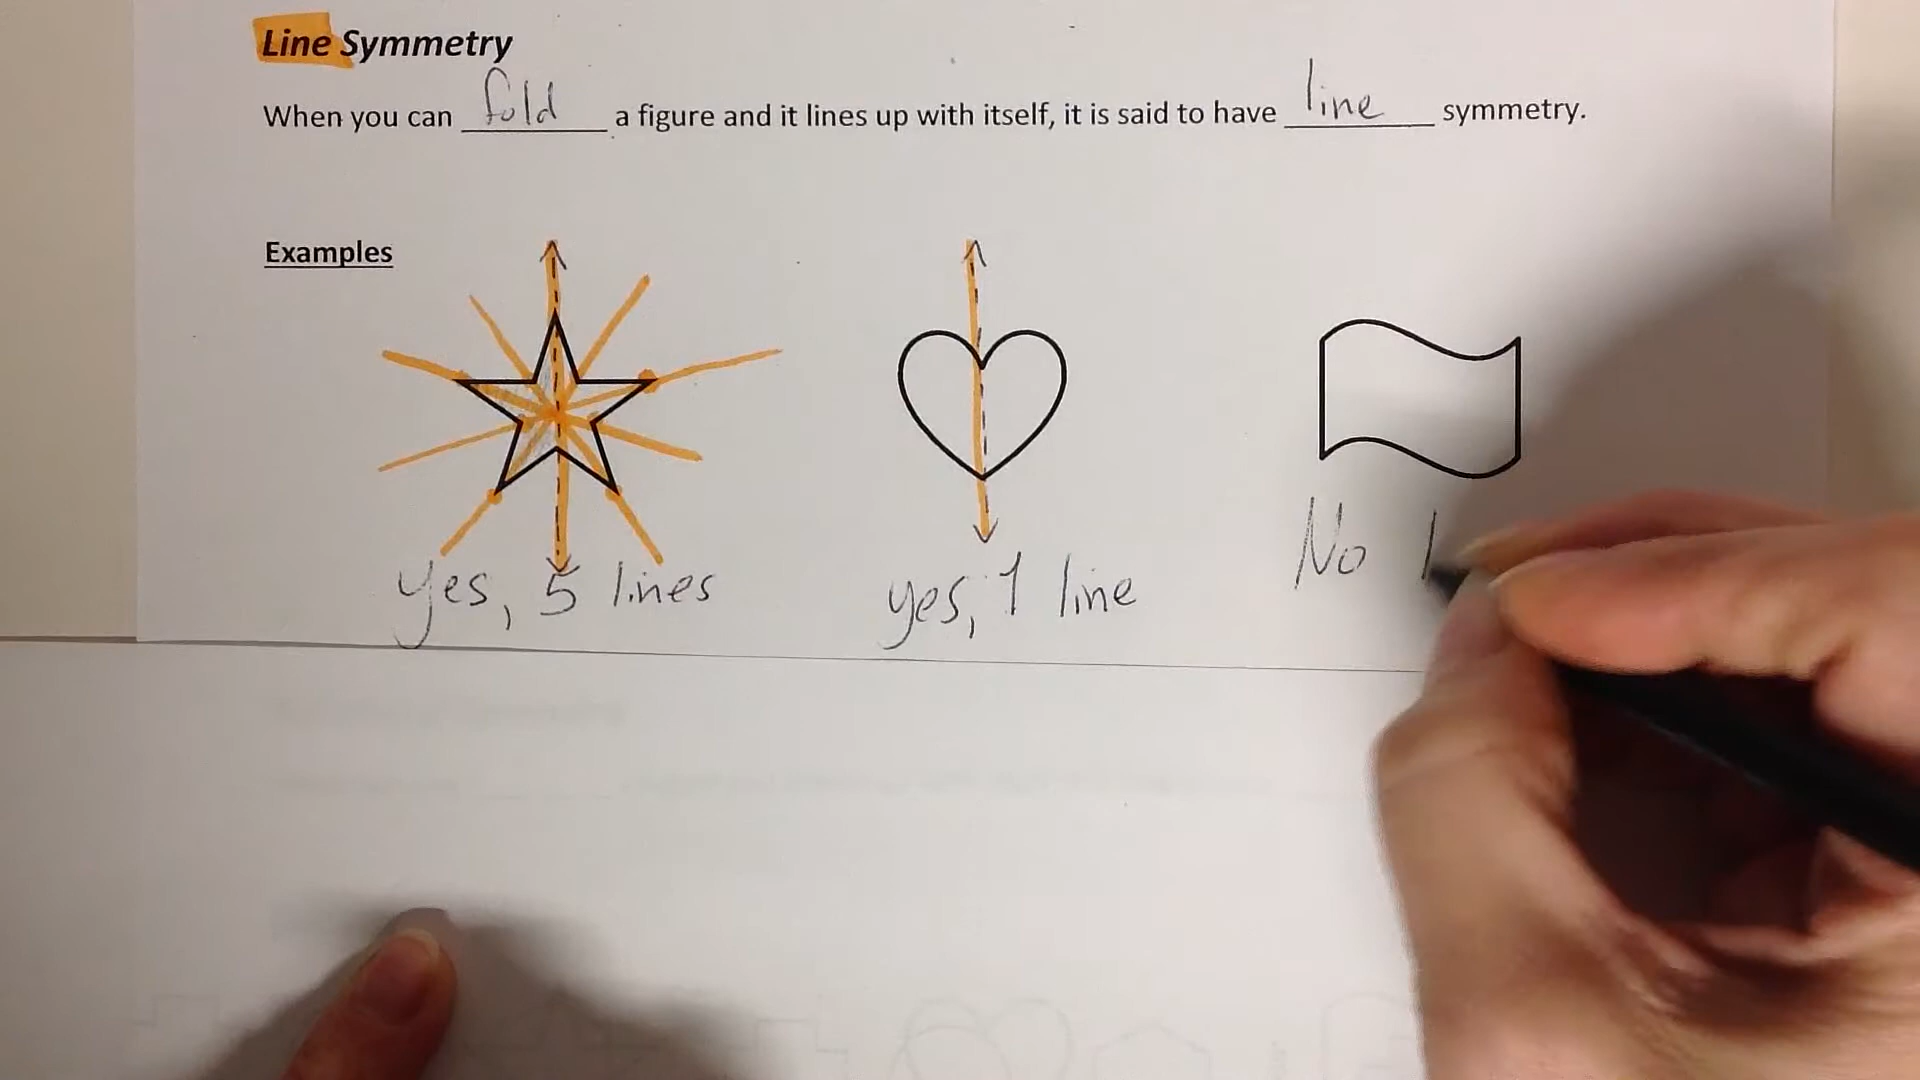 Line Symmetry
When you can fold a figure and it lines up with itself, it is said to have line symmetry.
Examples
yes, 5 lines
yes, 1 line
No l